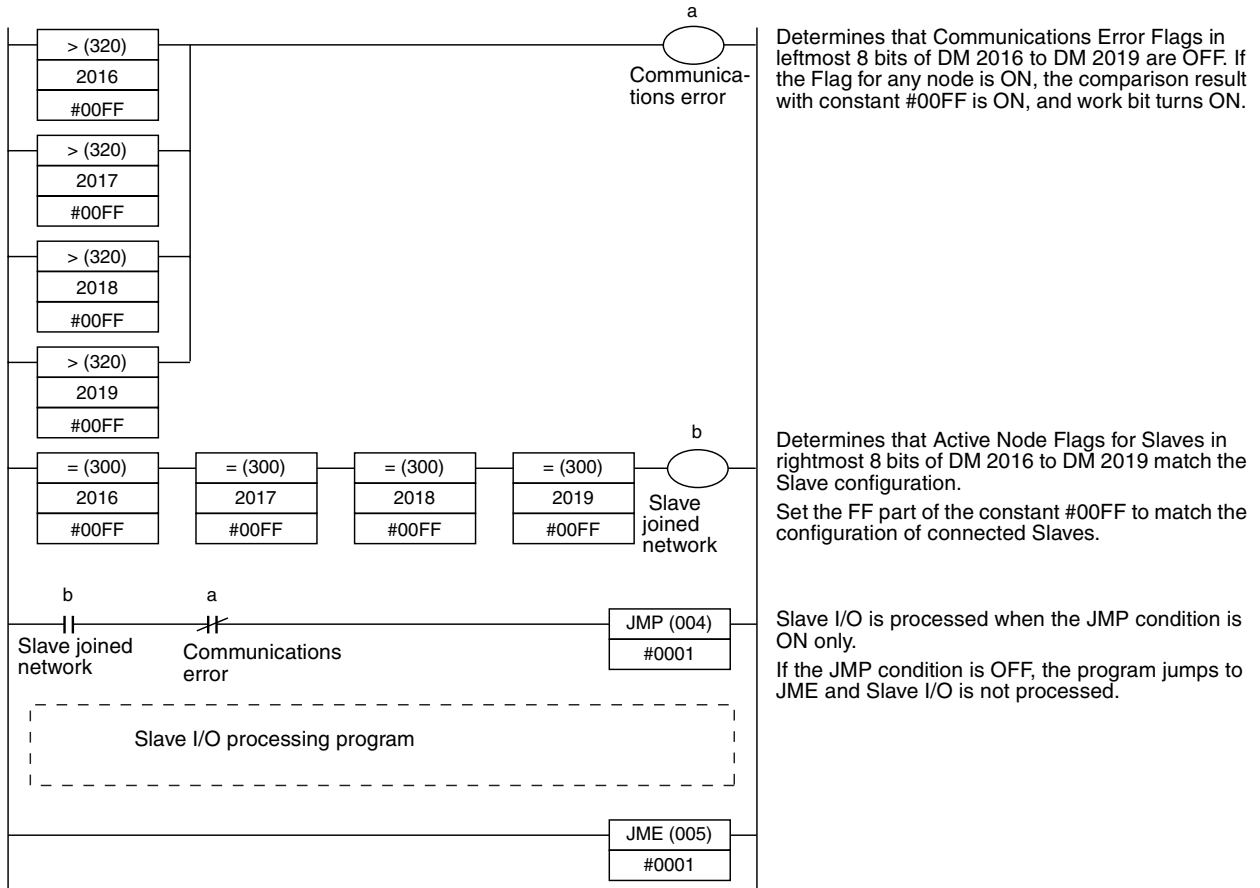 a
> (320)
2016
#00FF
Communica-
tions error
Determines that Communications Error Flags in
leftmost 8 bits of DM 2016 to DM 2019 are OFF. If
the Flag for any node is ON, the comparison result
with constant #00FF is ON, and work bit turns ON.
> (320)
2017
#00FF
> (320)
2018
#00FF
> (320)
2019
#00FF
b
= (300)
2016
#00FF
= (300)
2017
#00FF
= (300)
2018
#00FF
= (300)
2019
#00FF
Slave
joined
network
Determines that Active Node Flags for Slaves in
rightmost 8 bits of DM 2016 to DM 2019 match the
Slave configuration.
Set the FF part of the constant #00FF to match the
configuration of connected Slaves.
b
Slave joined
network
a
Communications
error
JMP (004)
#0001
Slave I/O is processed when the JMP condition is
ON only.
If the JMP condition is OFF, the program jumps to
JME and Slave I/O is not processed.
Slave I/O processing program
JME (005)
#0001